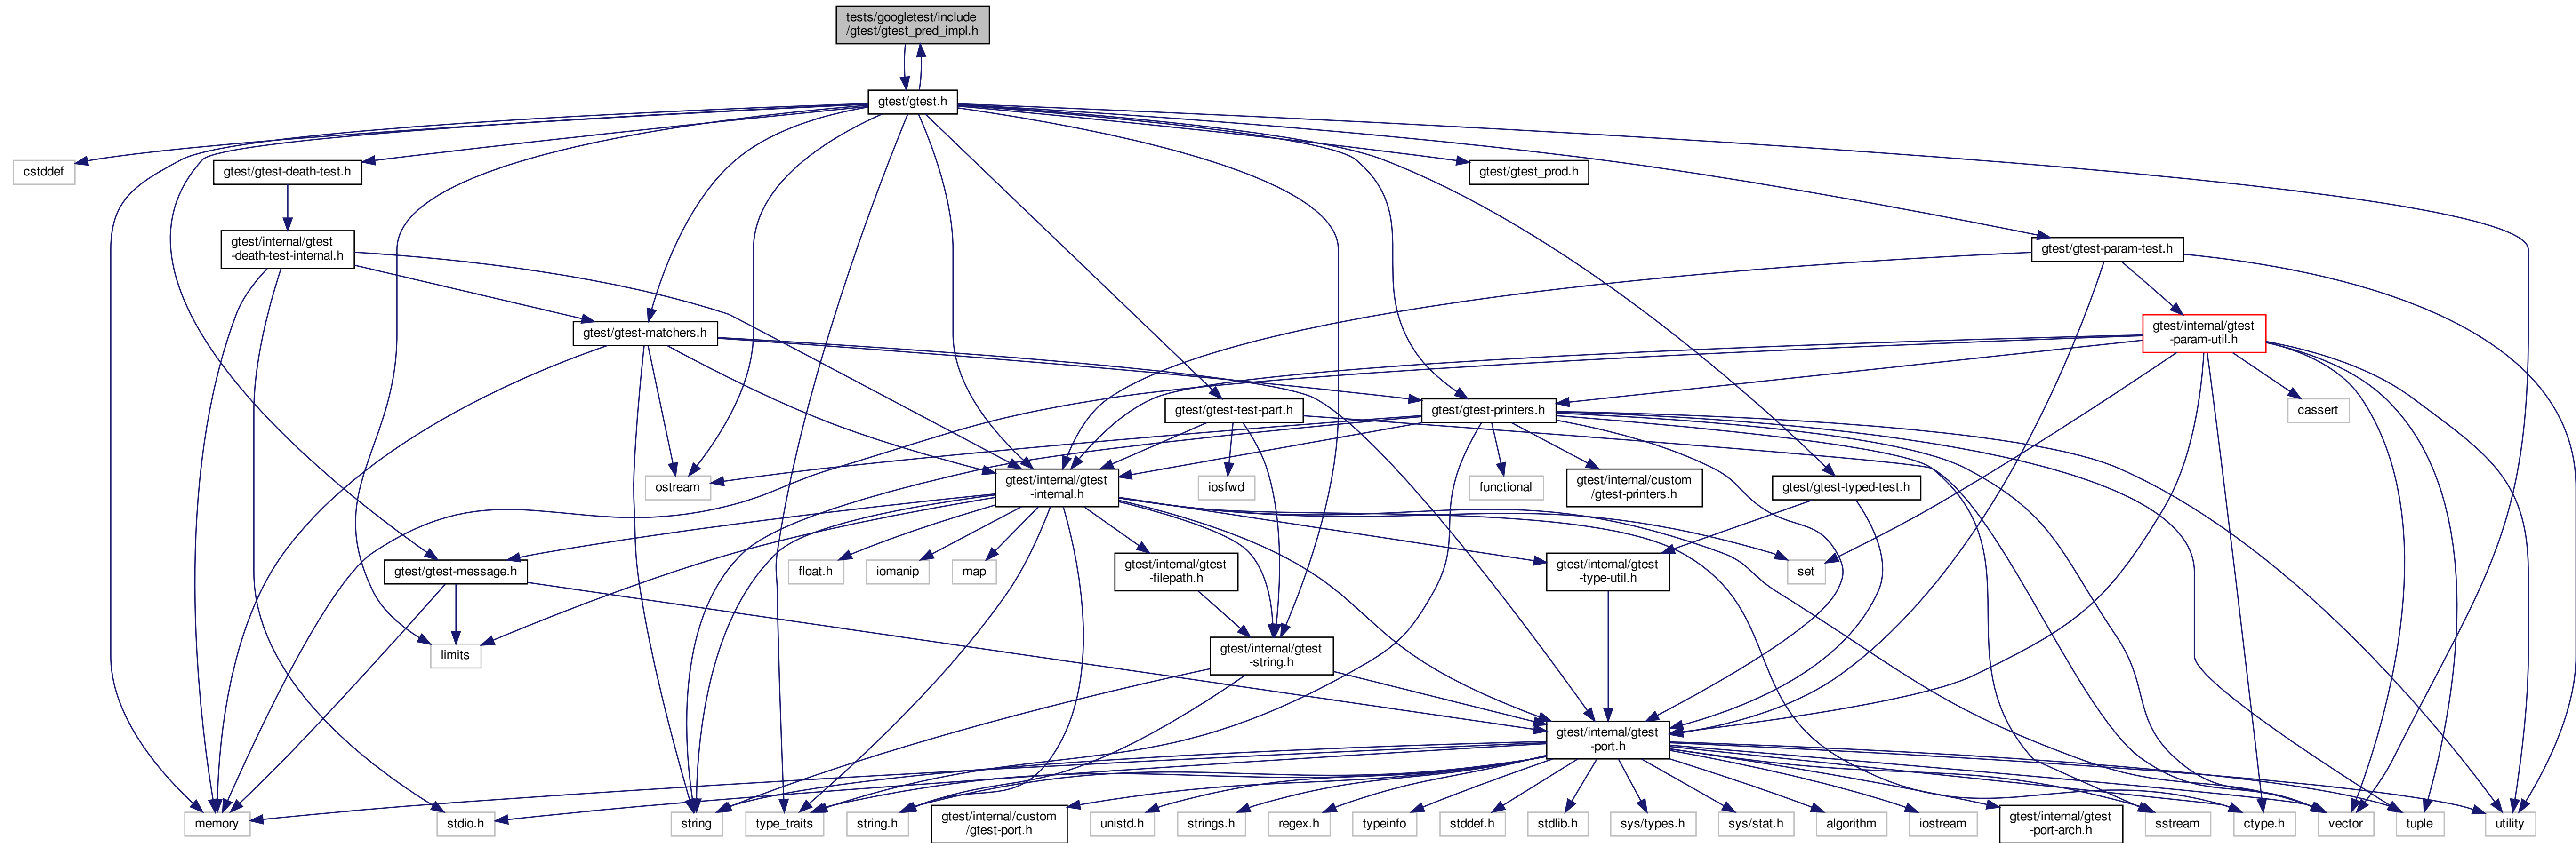 tests/googletest/include
/gtest/gtest_pred_impl.h
gtest/gtest.h
cstddef
gtest/gtest-death-test.h
gtest/gtest_prod.h
gtest/internal/gtest
-death-test-internal.h
gtest/gtest-param-test.h
gtest/gtest-matchers.h
gtest/internal/gtest
-param-util.h
gtest/gtest-test-part.h
gtest/gtest-printers.h
cassert
ostream
gtest/internal/gtest
-internal.h
iosfwd
functional
gtest/internal/custom
/gtest-printers.h
gtest/gtest-typed-test.h
gtest/gtest-message.h
float.h
iomanip
map
gtest/internal/gtest
-filepath.h
gtest/internal/gtest
-type-util.h
set
limits
gtest/internal/gtest
-string.h
gtest/internal/gtest
-port.h
memory
stdio.h
string
type_traits
string.h
gtest/internal/custom
/gtest-port.h
unistd.h
strings.h
regex.h
typeinfo
stddef.h
stdlib.h
sys/types.h
sys/stat.h
algorithm
iostream
gtest/internal/gtest
-port-arch.h
sstream
ctype.h
vector
tuple
utility